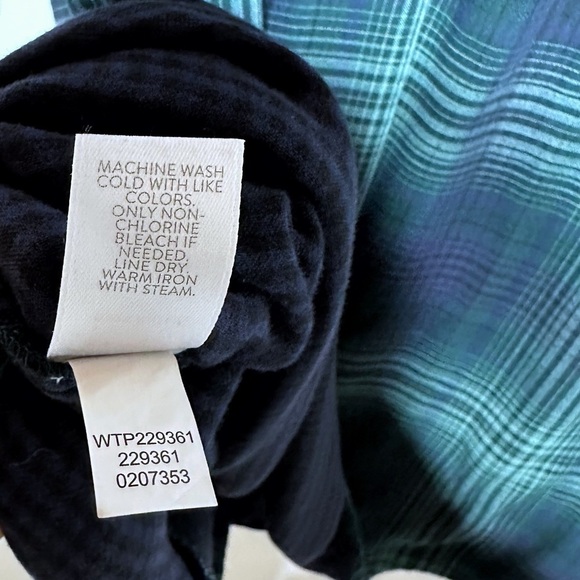 MACHINE WASH
COLD WITH LIKE
COLORS.
ONLY NON-
CHLORINE
BLEACH IF
NEEDED.
LINE DRY.
WARM IRON
WITH STEAM.
WTP229361
229361
0207353